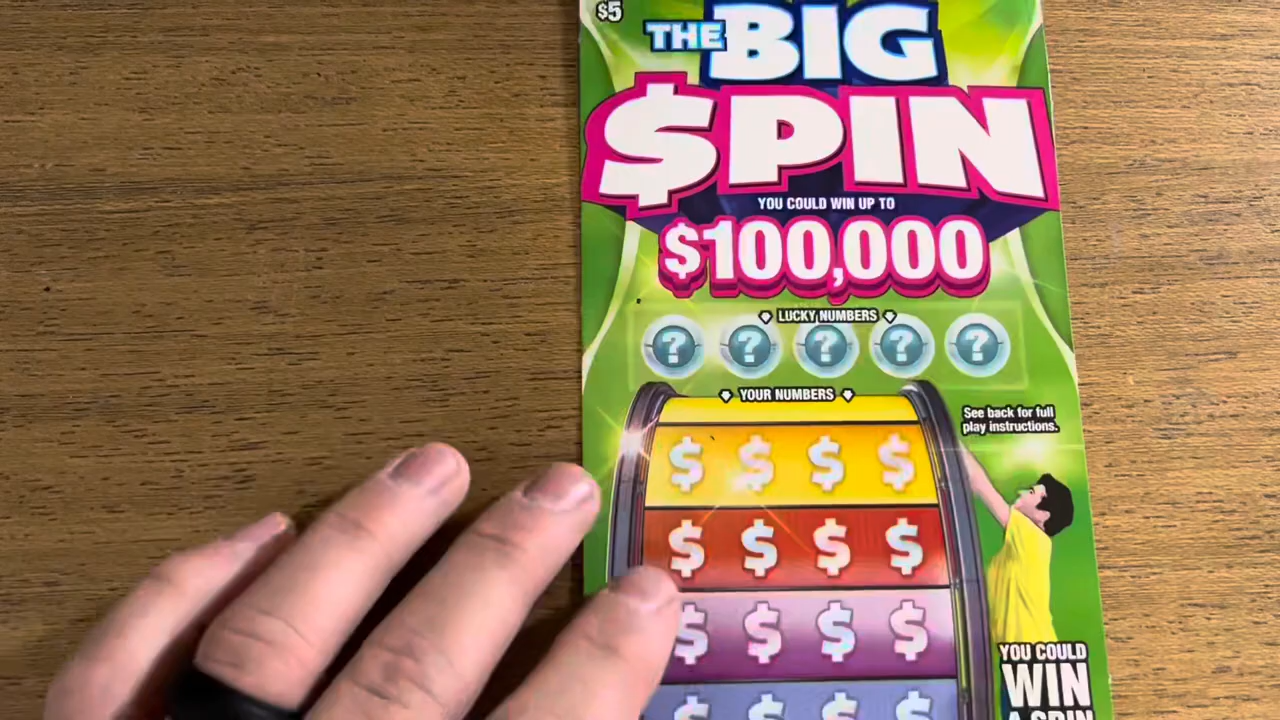 $5
THE BIG
$PIN
YOU COULD WIN UP TO
$100,000
LUCKY NUMBERS
? ? ? ? ?
YOUR NUMBERS
See back for full
play instructions.
$ $ $ $
$ $ $ $
$ $ $ $
$ $ $ $
YOU COULD
WIN
A SPIN